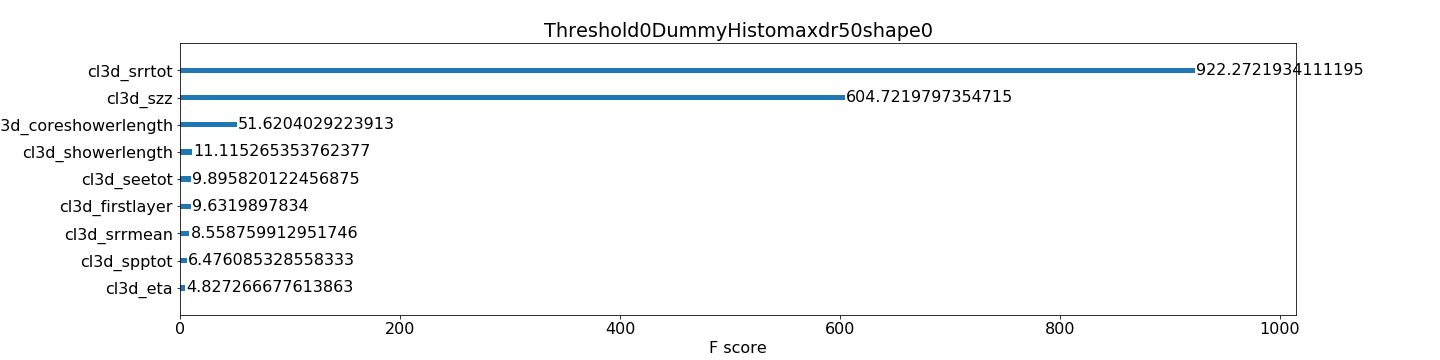 Threshold0DummyHistomaxdr50shape0
cl3d_srrtot 922.2721934111195
cl3d_szz 604.7219797354715
3d_coreshowerlength 51.6204029223913
cl3d_showerlength 11.115265353762377
cl3d_seetot 9.895820122456875
cl3d_firstlayer 9.6319897834
cl3d_srrmean 8.558759912951746
cl3d_spptot 6.476085328558333
cl3d_eta 4.827266677613863
0 200 400 600 800 1000
F score